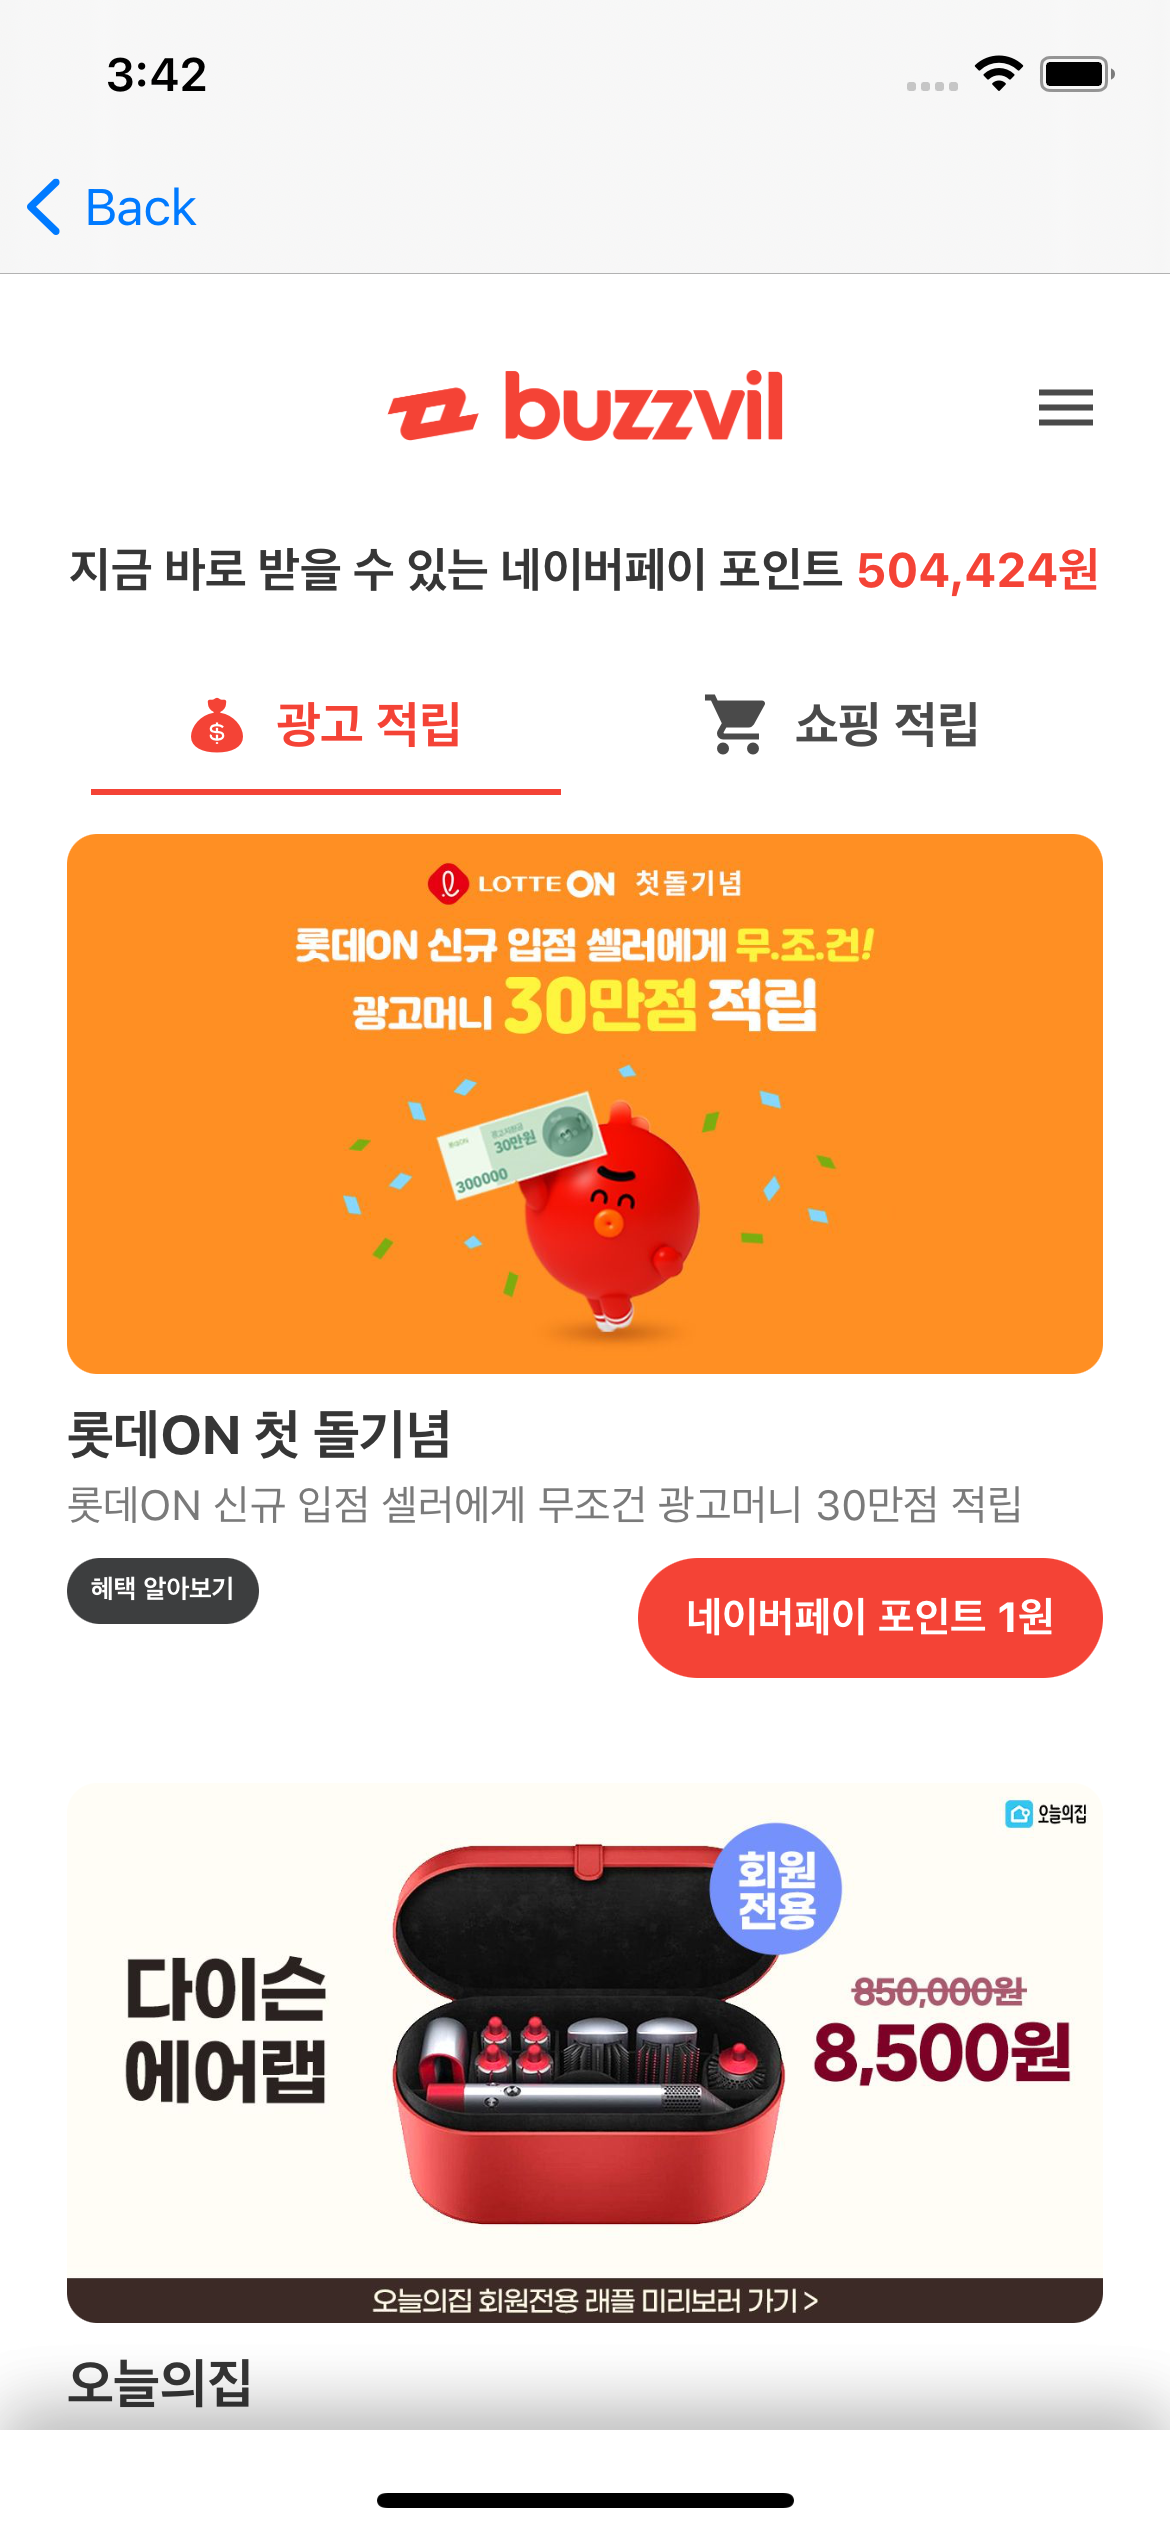 3:42
Back
buzzvil
지금 바로 받을 수 있는 네이버페이 포인트 504,424원
광고 적립
쇼핑 적립
LOTTE ON 첫돌기념
롯데ON 신규 입점 셀러에게 무.조.건!
광고머니 30만점 적립
30만원
300000
롯데ON 첫 돌기념
롯데ON 신규 입점 셀러에게 무조건 광고머니 30만점 적립
혜택 알아보기
네이버페이 포인트 1원
오늘의집
회원
전용
다이슨
에어랩
850,000원
8,500원
오늘의집 회원전용 래플 미리보러 가기 >
오늘의집